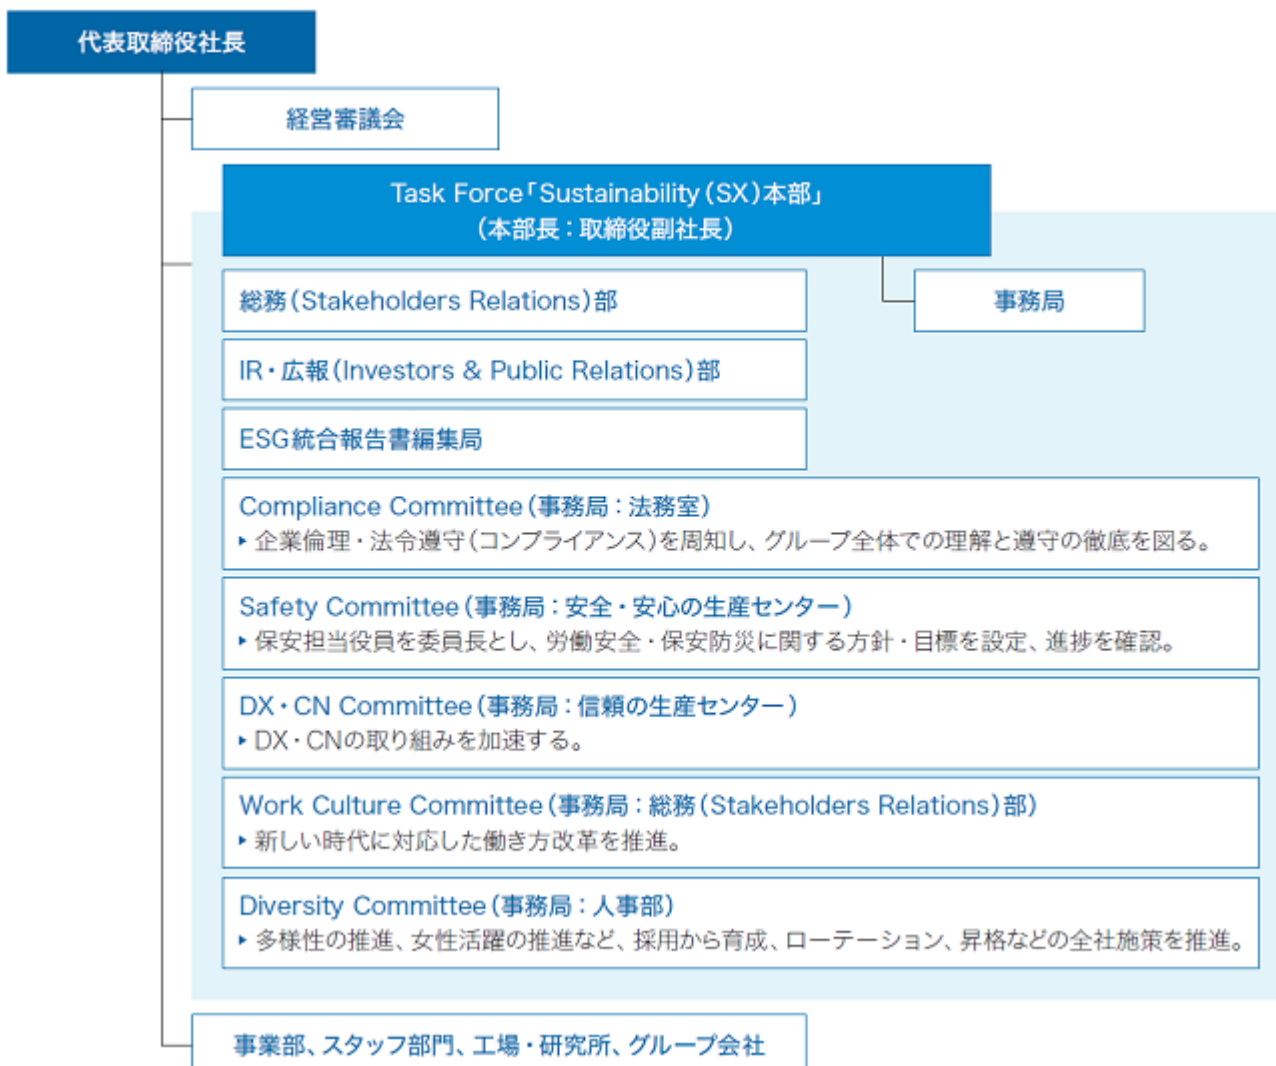 代表取締役社長
経営審議会
Task Force「Sustainability(SX)本部」
(本部長：取締役副社長)
総務(Stakeholders Relations)部
事務局
IR・広報(Investors & Public Relations)部
ESG統合報告書編集局
Compliance Committee(事務局：法務室)
▸ 企業倫理・法令遵守(コンプライアンス)を周知し、グループ全体での理解と遵守の徹底を図る。
Safety Committee(事務局：安全・安心の生産センター)
▸ 保安担当役員を委員長とし、労働安全・保安防災に関する方針・目標を設定、進捗を確認。
DX・CN Committee(事務局：信頼の生産センター)
▸ DX・CNの取り組みを加速する。
Work Culture Committee(事務局：総務(Stakeholders Relations)部)
▸ 新しい時代に対応した働き方改革を推進。
Diversity Committee(事務局：人事部)
▸ 多様性の推進、女性活躍の推進など、採用から育成、ローテーション、昇格などの全社施策を推進。
事業部、スタッフ部門、工場・研究所、グループ会社